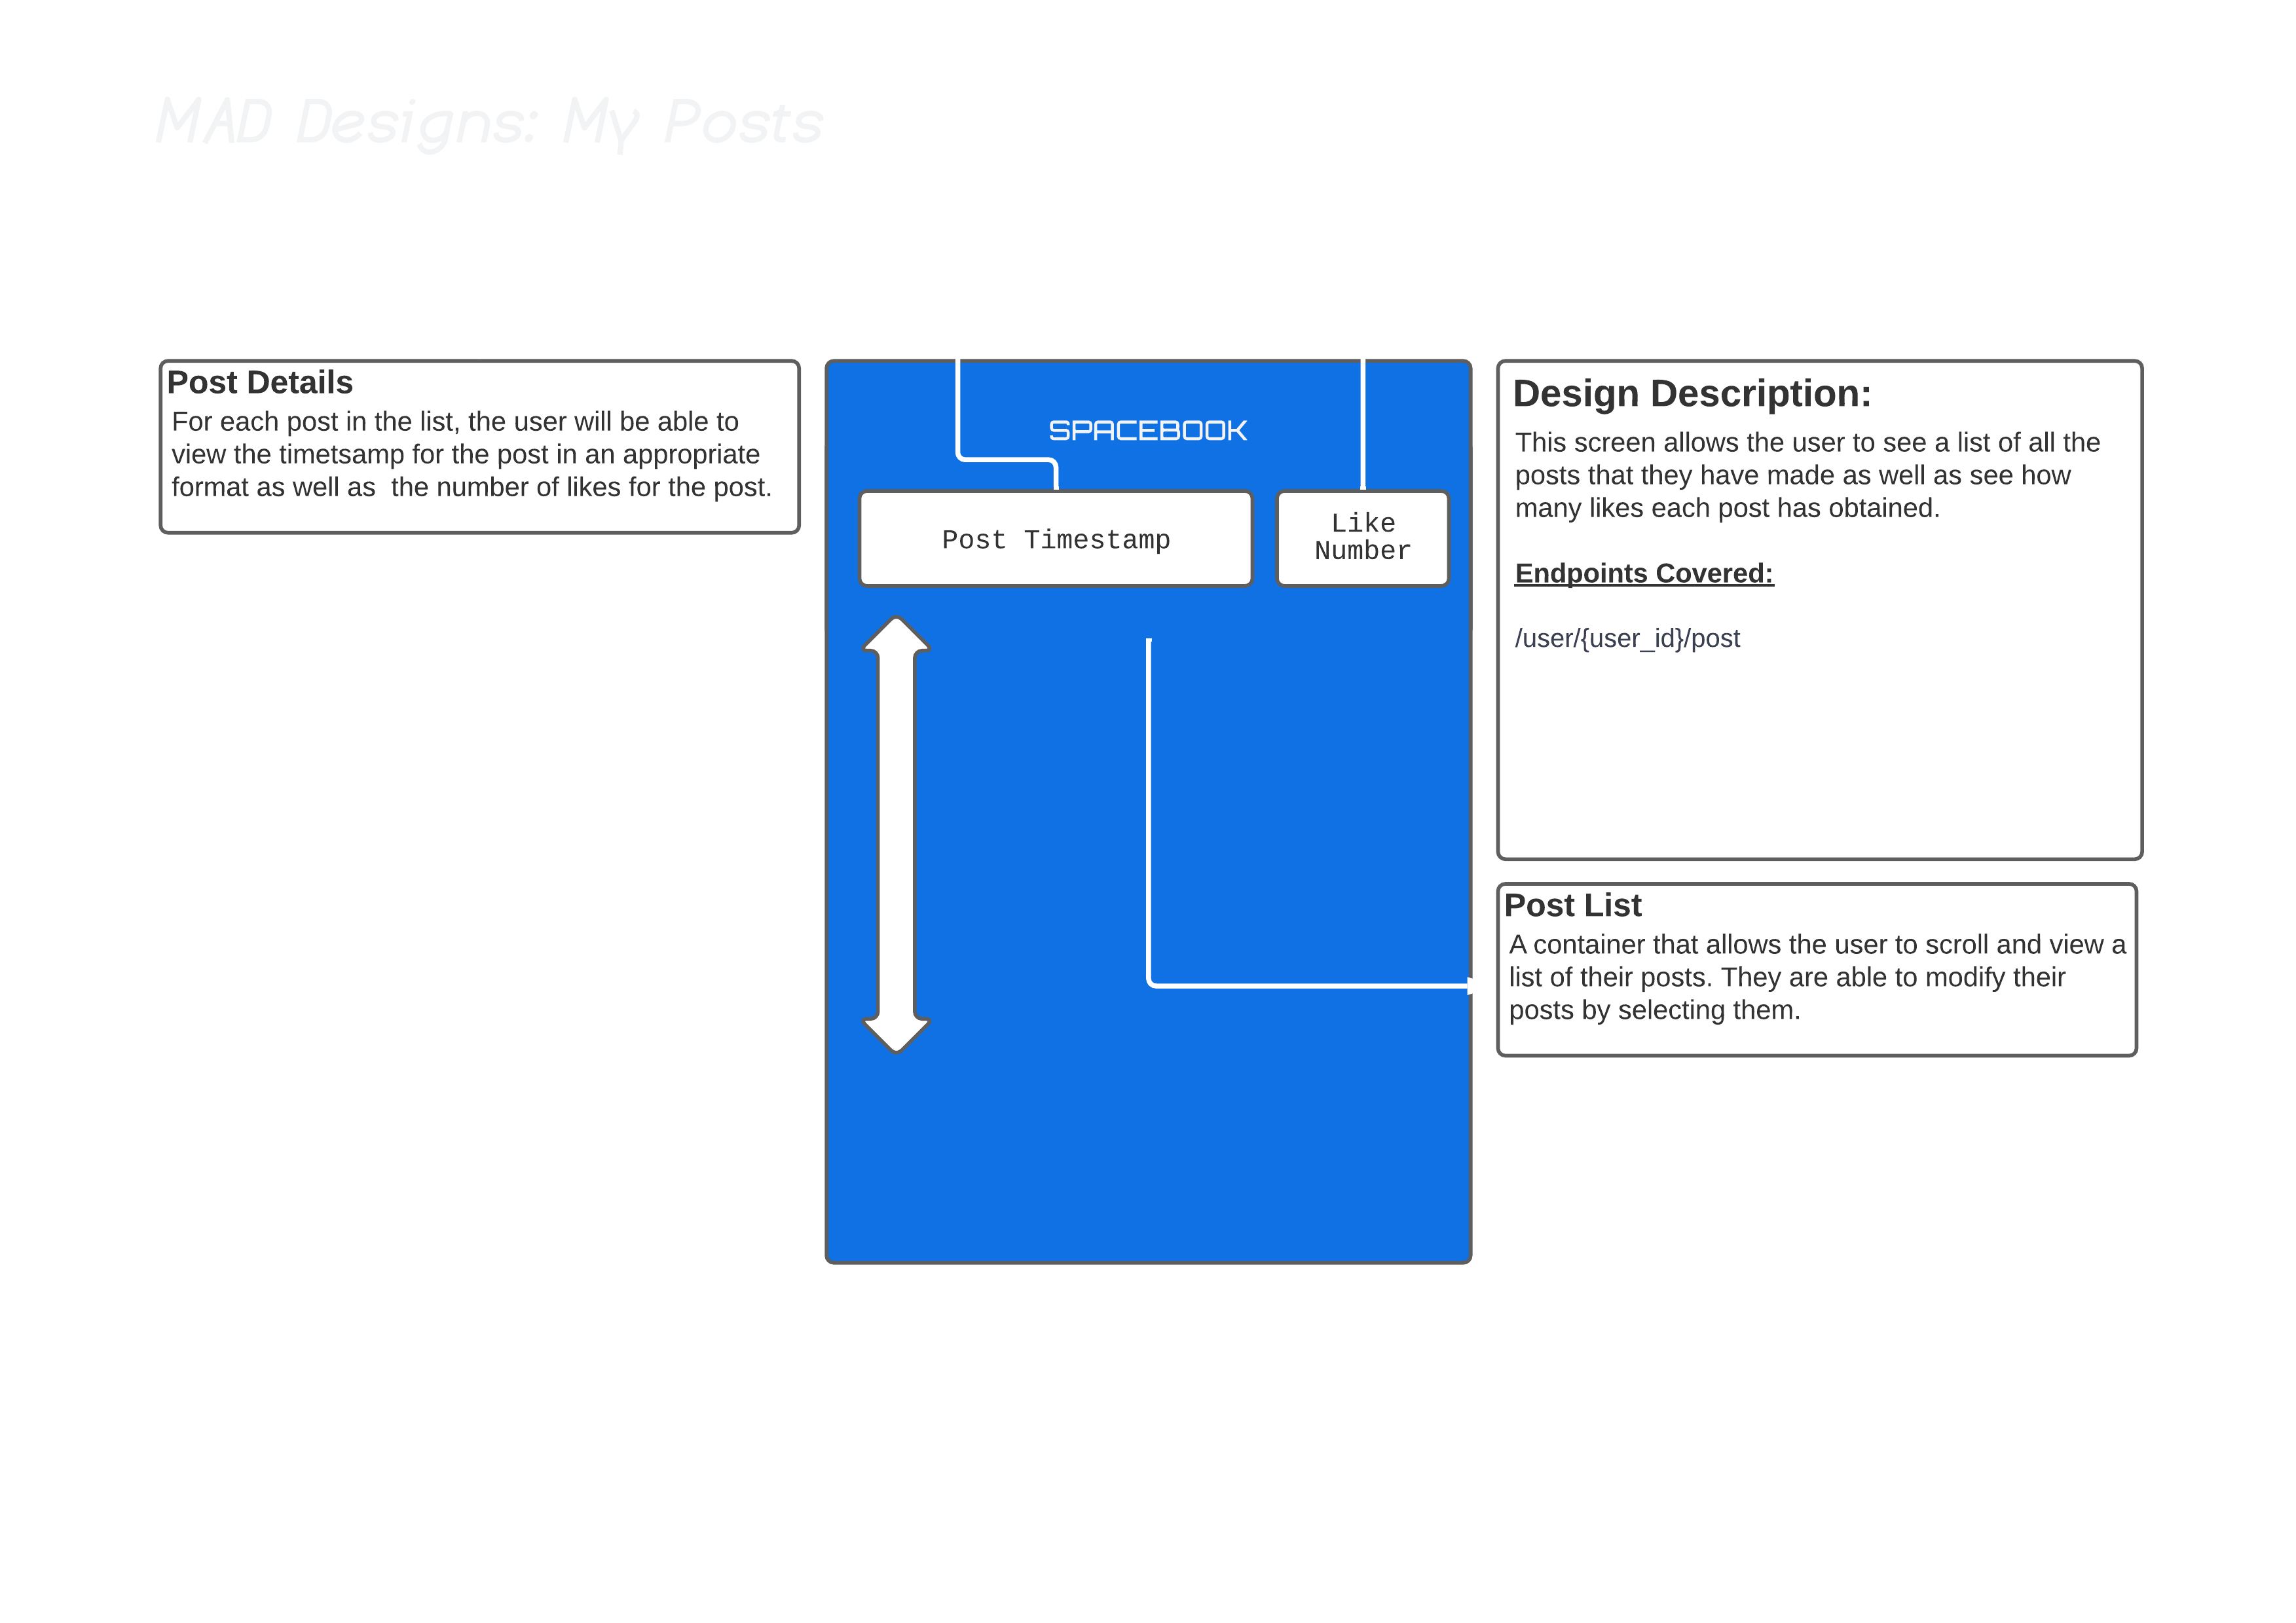 MAD Designs: My Posts
Post Details
For each post in the list, the user will be able to
view the timetsamp for the post in an appropriate
format as well as  the number of likes for the post.
SPACEBOOK
Post Timestamp
Like
Number
Design Description:
This screen allows the user to see a list of all the
posts that they have made as well as see how
many likes each post has obtained.
Endpoints Covered:
/user/{user_id}/post
Post List
A container that allows the user to scroll and view a
list of their posts. They are able to modify their
posts by selecting them.